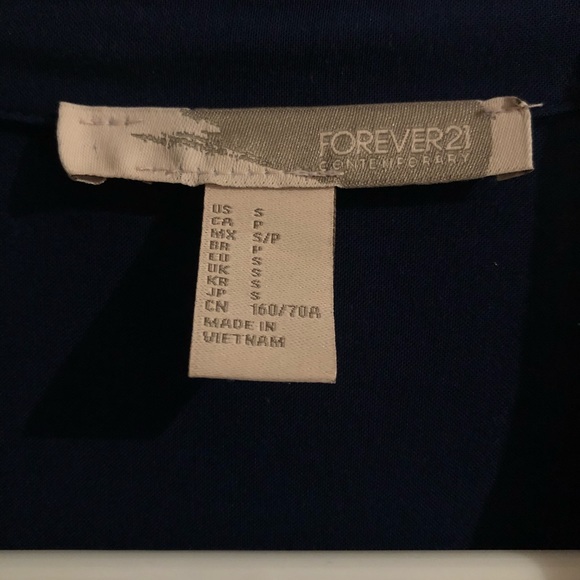 FOREVER21
CONTEMPORARY
US S
CA P
MX S/P
BR P
EU S
UK S
KR S
JP S
CN 160/70A
MADE IN
VIETNAM